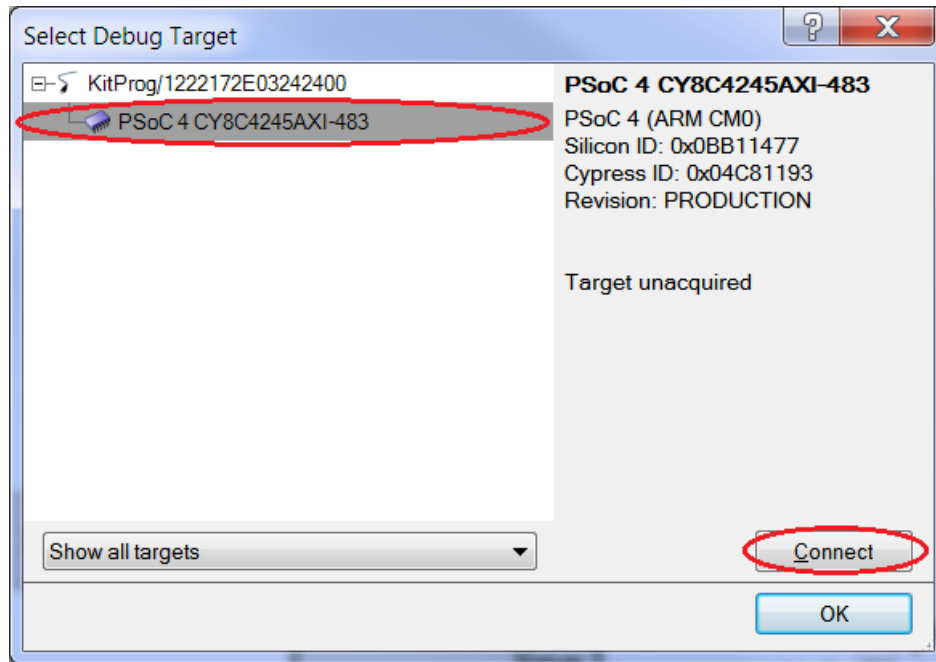 Select Debug Target
?
X
KitProg/1222172E03242400
PSoC 4 CY8C4245AXI-483
PSoC 4 CY8C4245AXI-483
PSoC 4 (ARM CM0)
Silicon ID: 0x0BB11477
Cypress ID: 0x04C81193
Revision: PRODUCTION
Target unacquired
Show all targets
Connect
OK